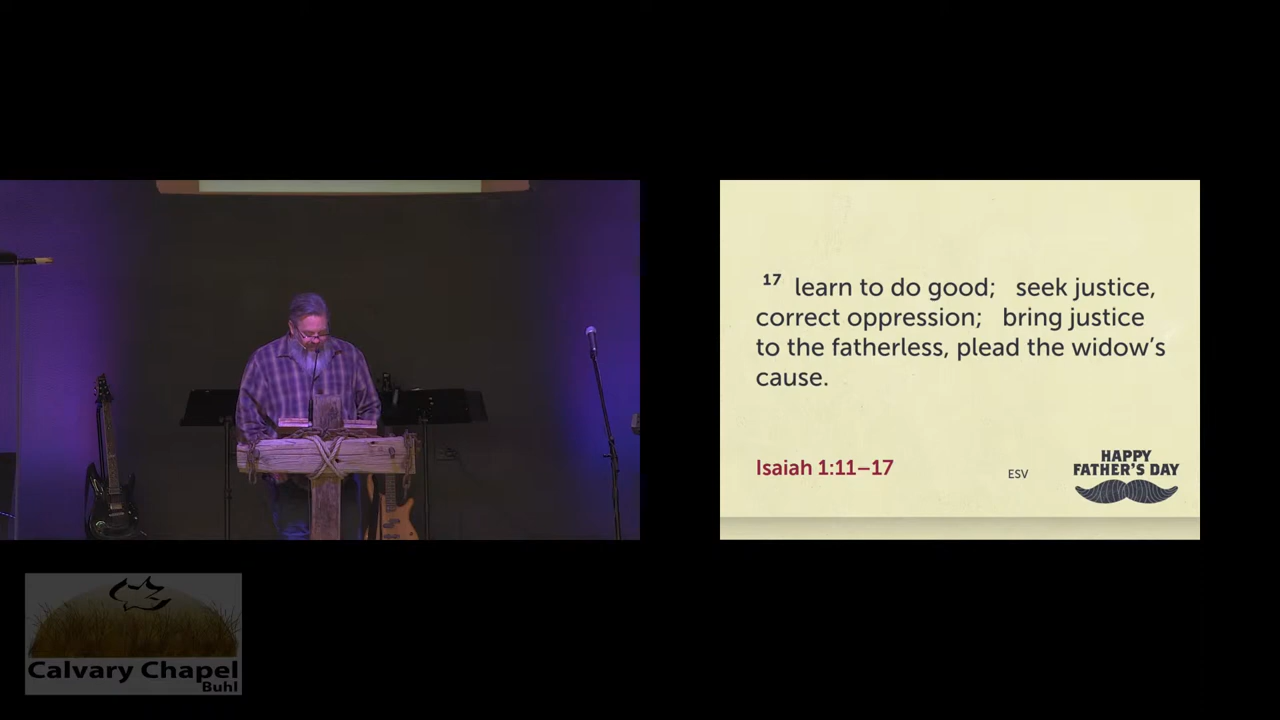 17 learn to do good; seek justice,
correct oppression; bring justice
to the fatherless, plead the widow's
cause.
Isaiah 1:11–17
ESV
HAPPY
FATHER'S DAY
Calvary Chapel
Buhl